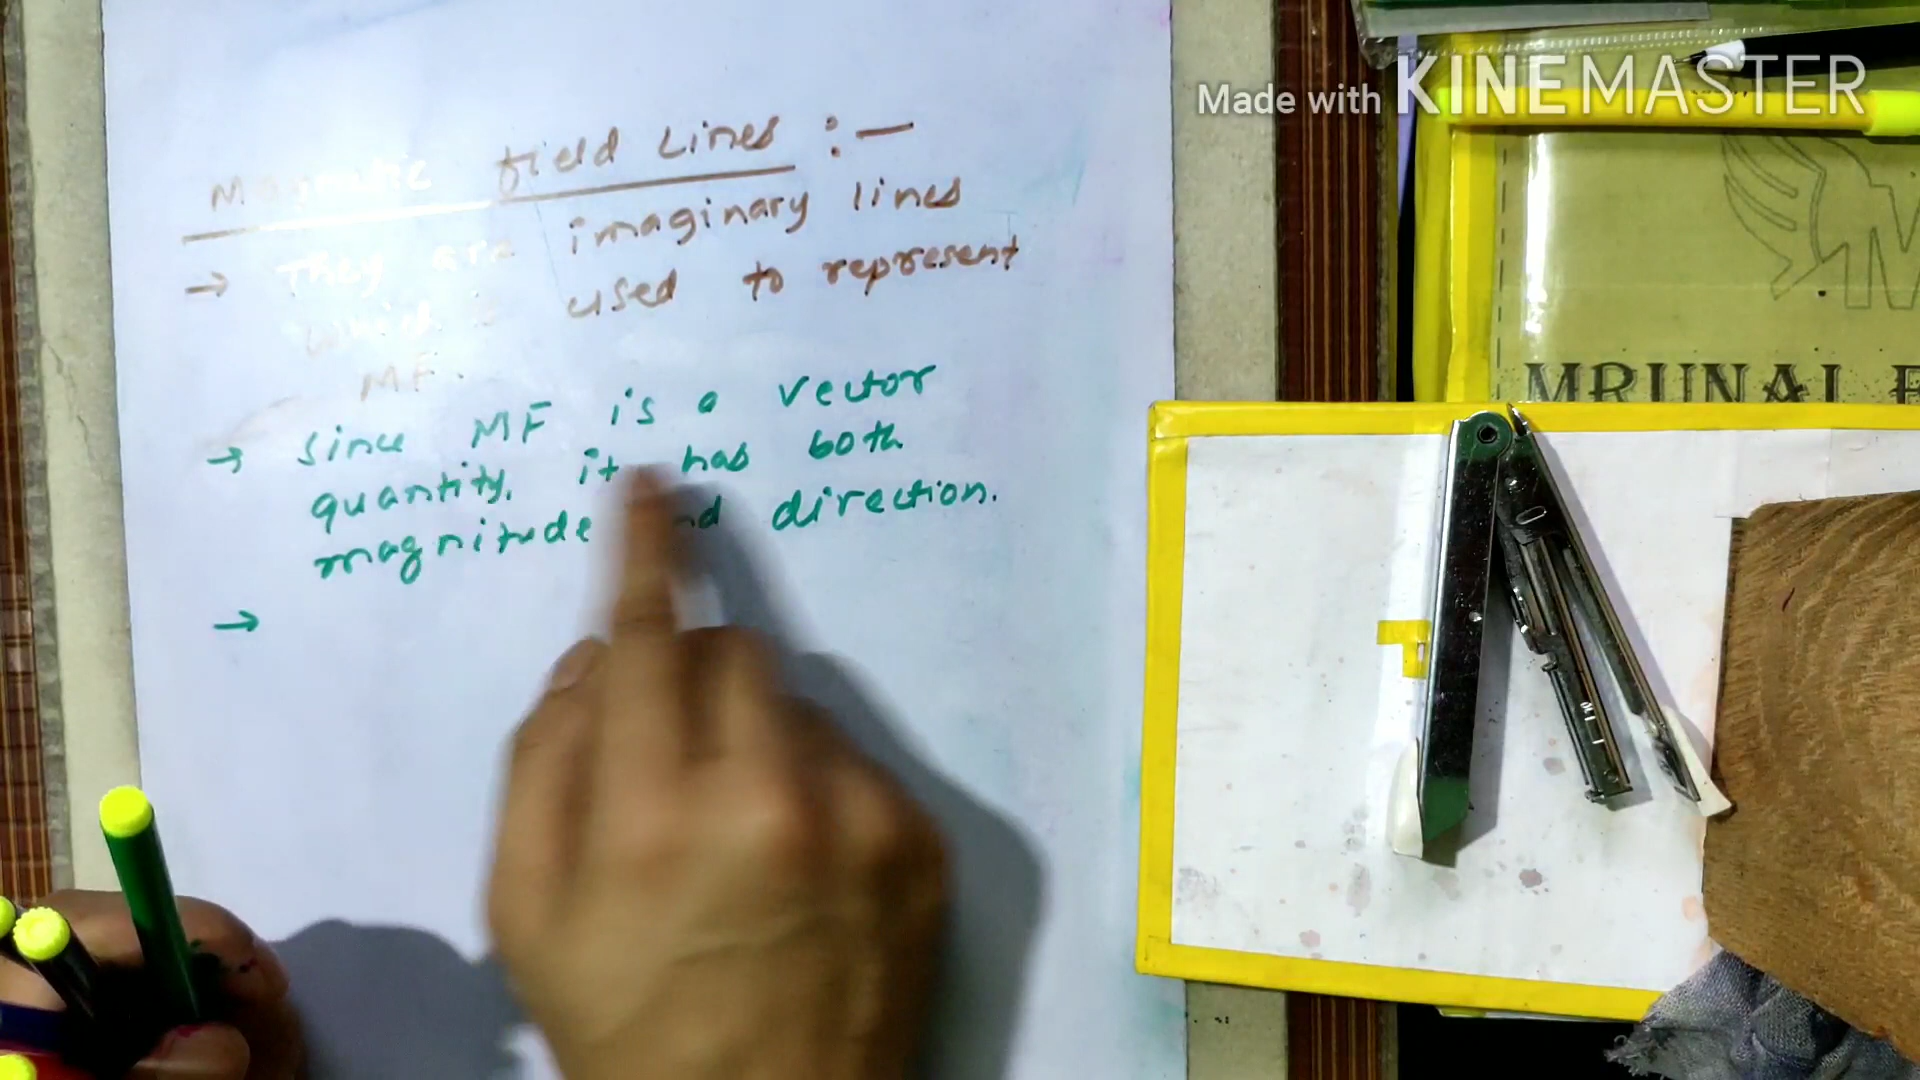 Made with KINEMASTER
Magnetic field Lines :—
→ They are imaginary lines
used to represent
MF.
→ Since MF is a vector
quantity, it has both
magnitude and direction.
→
MRUNAL